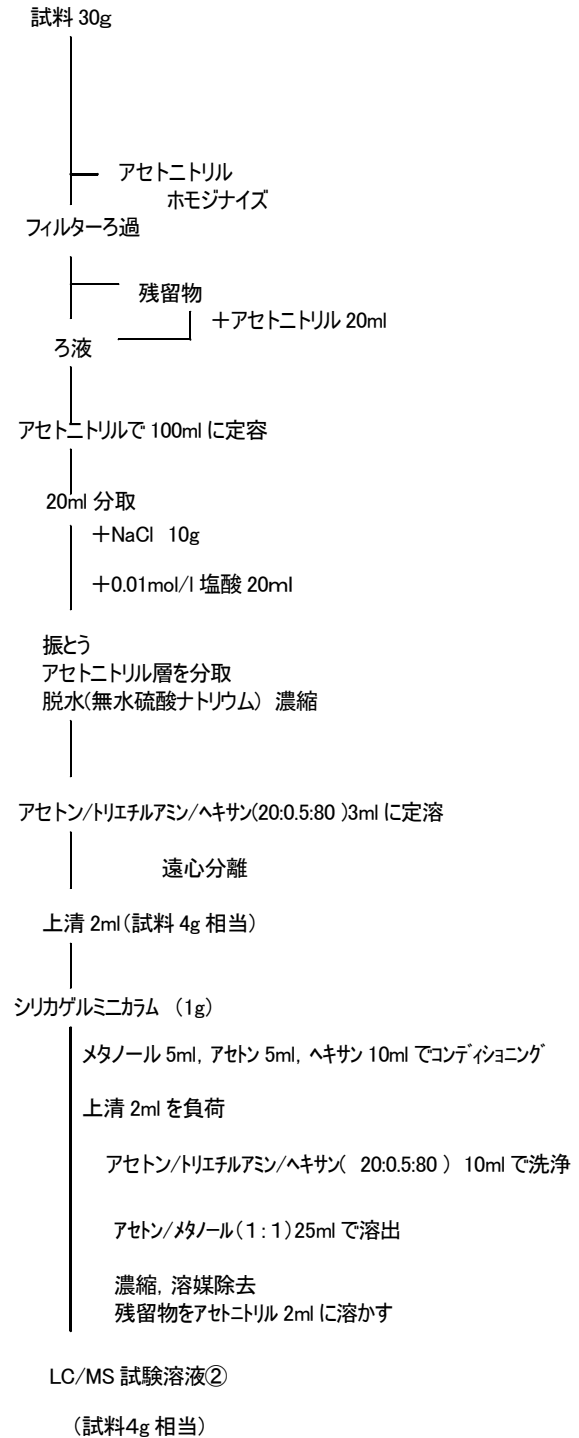 試料 30g
アセトニトリル
ホモジナイズ
フィルターろ過
残留物
＋アセトニトリル 20ml
ろ液
アセトニトリルで 100ml に定容
20ml 分取
＋NaCl 10g
＋0.01mol/l 塩酸 20ml
振とう
アセトニトリル層を分取
脱水(無水硫酸ナトリウム) 濃縮
アセトン/トリエチルアミン/ヘキサン(20:0.5:80 )3ml に定溶
遠心分離
上清 2ml(試料 4g 相当)
シリカゲルミニカラム (1g)
メタノール 5ml, アセトン 5ml, ヘキサン 10ml でコンディショニング
上清 2ml を負荷
アセトン/トリエチルアミン/ヘキサン( 20:0.5:80 ) 10ml で洗浄
アセトン/メタノール(１：１)25ml で溶出
濃縮, 溶媒除去
残留物をアセトニトリル 2ml に溶かす
LC/MS 試験溶液②
(試料４g 相当)